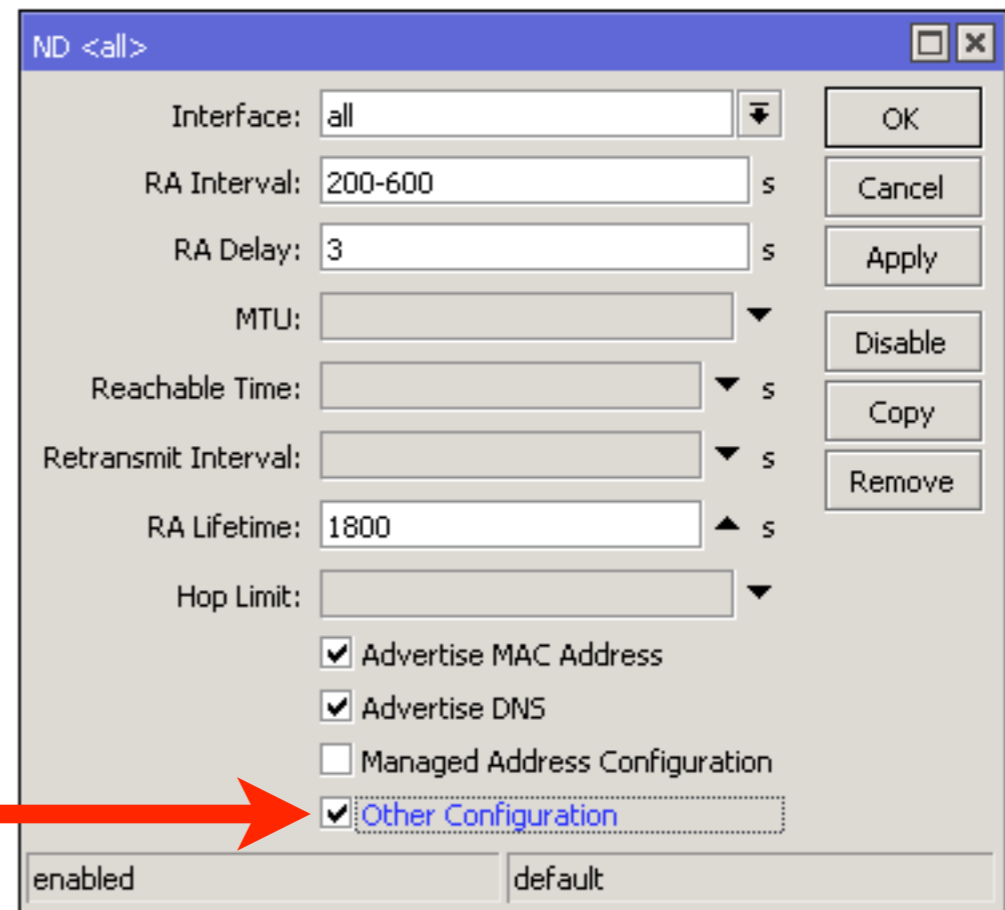 ND <all>
Interface: all
OK
RA Interval: 200-600 s
Cancel
RA Delay: 3 s
Apply
MTU:
Disable
Reachable Time: s
Copy
Retransmit Interval: s
Remove
RA Lifetime: 1800 s
Hop Limit:
Advertise MAC Address
Advertise DNS
Managed Address Configuration
Other Configuration
enabled
default